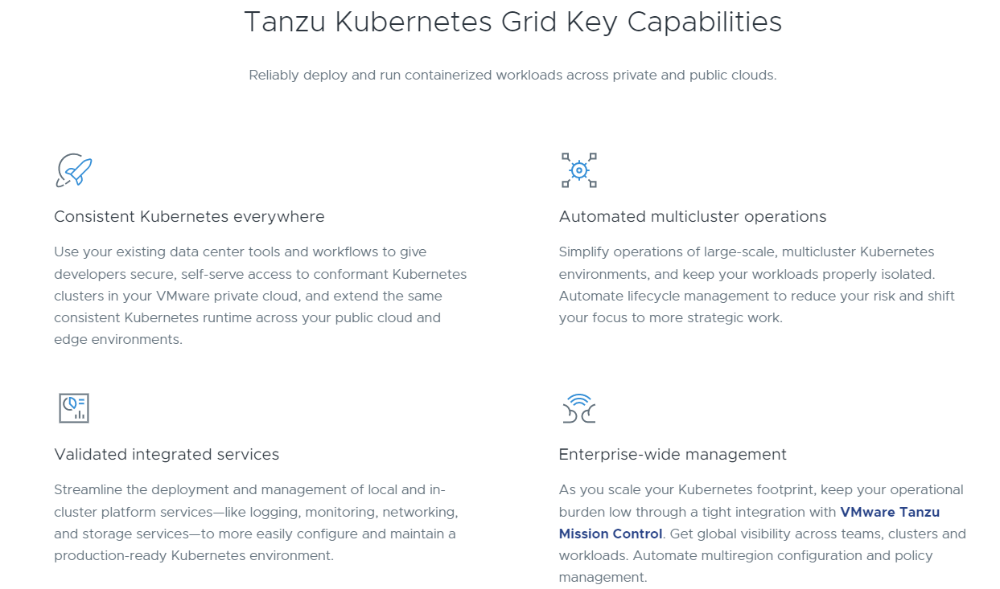 Tanzu Kubernetes Grid Key Capabilities
Reliably deploy and run containerized workloads across private and public clouds.
Consistent Kubernetes everywhere
Use your existing data center tools and workflows to give
developers secure, self-serve access to conformant Kubernetes
clusters in your VMware private cloud, and extend the same
consistent Kubernetes runtime across your public cloud and
edge environments.
Automated multicluster operations
Simplify operations of large-scale, multicluster Kubernetes
environments, and keep your workloads properly isolated.
Automate lifecycle management to reduce your risk and shift
your focus to more strategic work.
Validated integrated services
Streamline the deployment and management of local and in-
cluster platform services—like logging, monitoring, networking,
and storage services—to more easily configure and maintain a
production-ready Kubernetes environment.
Enterprise-wide management
As you scale your Kubernetes footprint, keep your operational
burden low through a tight integration with VMware Tanzu
Mission Control. Get global visibility across teams, clusters and
workloads. Automate multiregion configuration and policy
management.